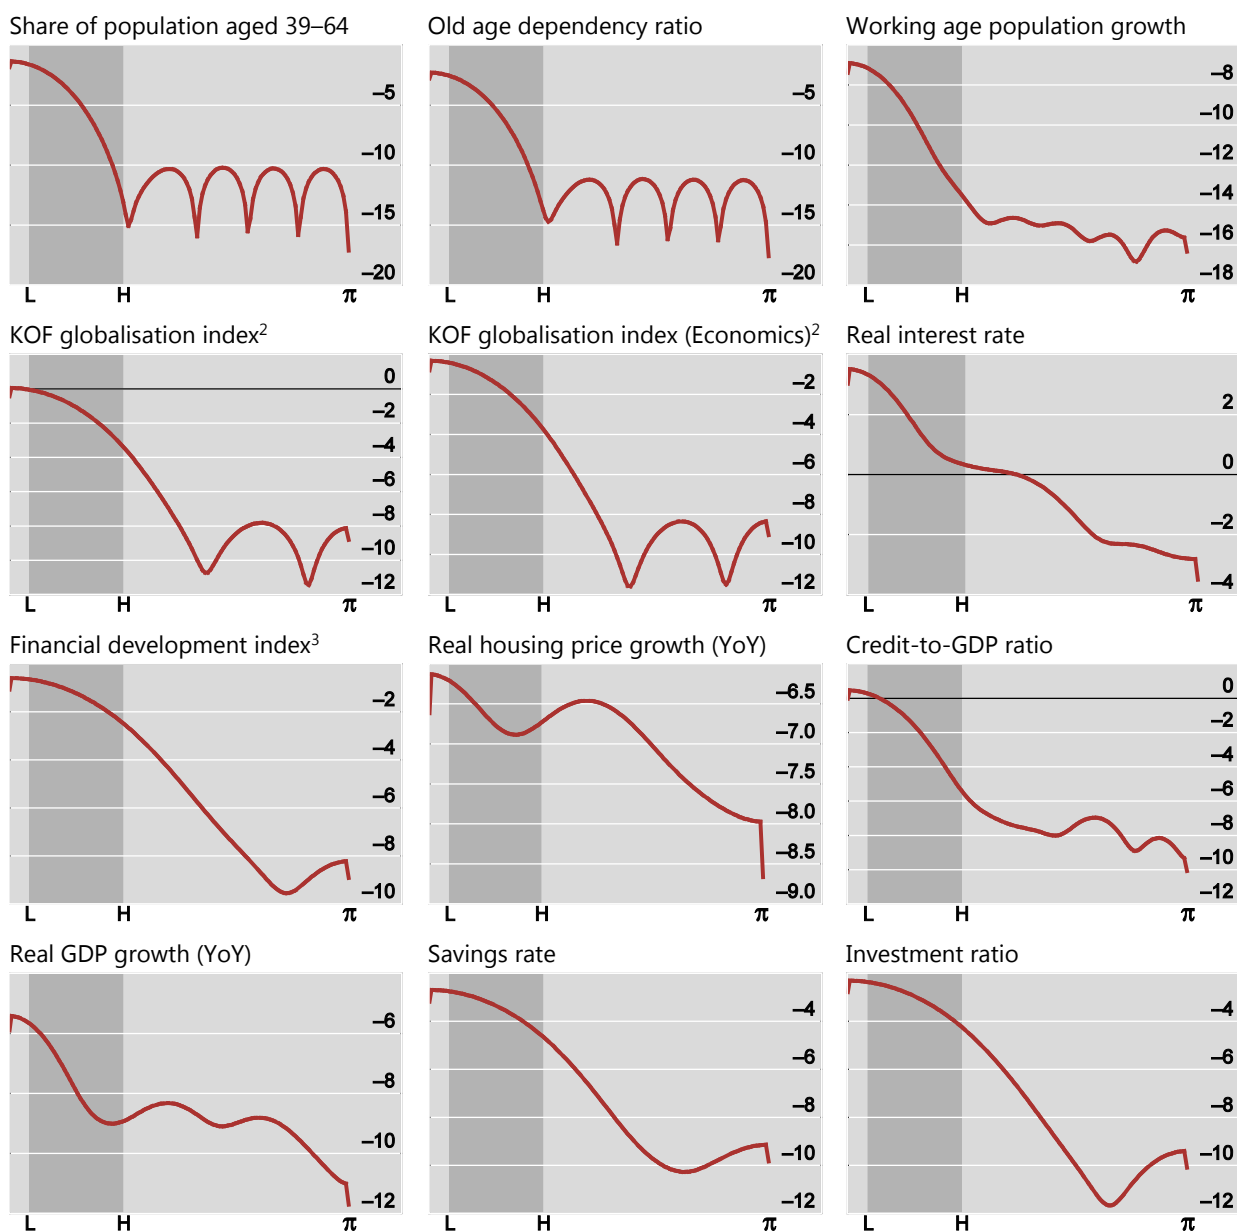 Share of population aged 39–64
Old age dependency ratio
Working age population growth
–5
–10
–15
–20
L H π
–5
–10
–15
–20
L H π
–8
–10
–12
–14
–16
–18
L H π
KOF globalisation index²
KOF globalisation index (Economics)²
Real interest rate
0
–2
–4
–6
–8
–10
–12
L H π
–2
–4
–6
–8
–10
–12
L H π
2
0
–2
–4
L H π
Financial development index³
Real housing price growth (YoY)
Credit-to-GDP ratio
–2
–4
–6
–8
–10
L H π
–6.5
–7.0
–7.5
–8.0
–8.5
–9.0
L H π
0
–2
–4
–6
–8
–10
–12
L H π
Real GDP growth (YoY)
Savings rate
Investment ratio
–6
–8
–10
–12
L H π
–4
–6
–8
–10
–12
L H π
–4
–6
–8
–10
–12
L H π